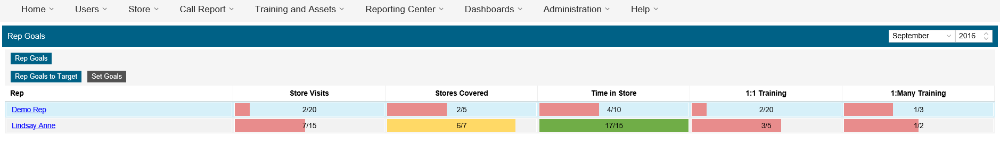 Home Users Store Call Report Training and Assets Reporting Center Dashboards Administration Help
Rep Goals September 2016
Rep Goals
Rep Goals to Target Set Goals
Rep Store Visits Stores Covered Time in Store 1:1 Training 1:Many Training
Demo Rep 2/20 2/5 4/10 2/20 1/3
Lindsay Anne 7/15 6/7 17/15 3/5 1/2